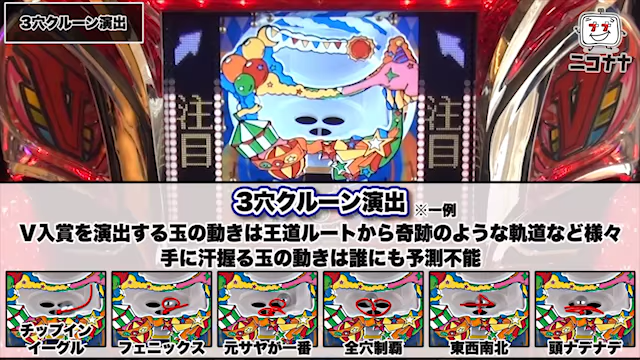 3穴クルーン演出
ニコナナ
注目
注目
3穴クルーン演出 ※一例
V入賞を演出する玉の動きは王道ルートから奇跡のような軌道など様々
手に汗握る玉の動きは誰にも予測不能
チップイン
イーグル
フェニックス
元サヤが一番
全穴制覇
東西南北
頭ナデナデ